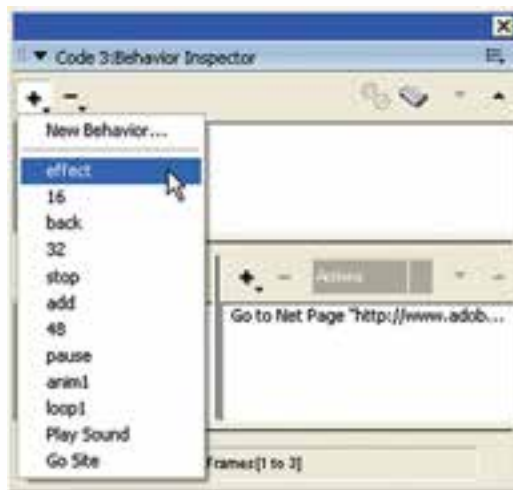 Code 3:Behavior Inspector
New Behavior...
effect
16
back
32
stop
add
48
pause
anim1
loop1
Play Sound
Go Site
Actions
Go to Net Page "http://www.adob...
Frames[1 to 3]